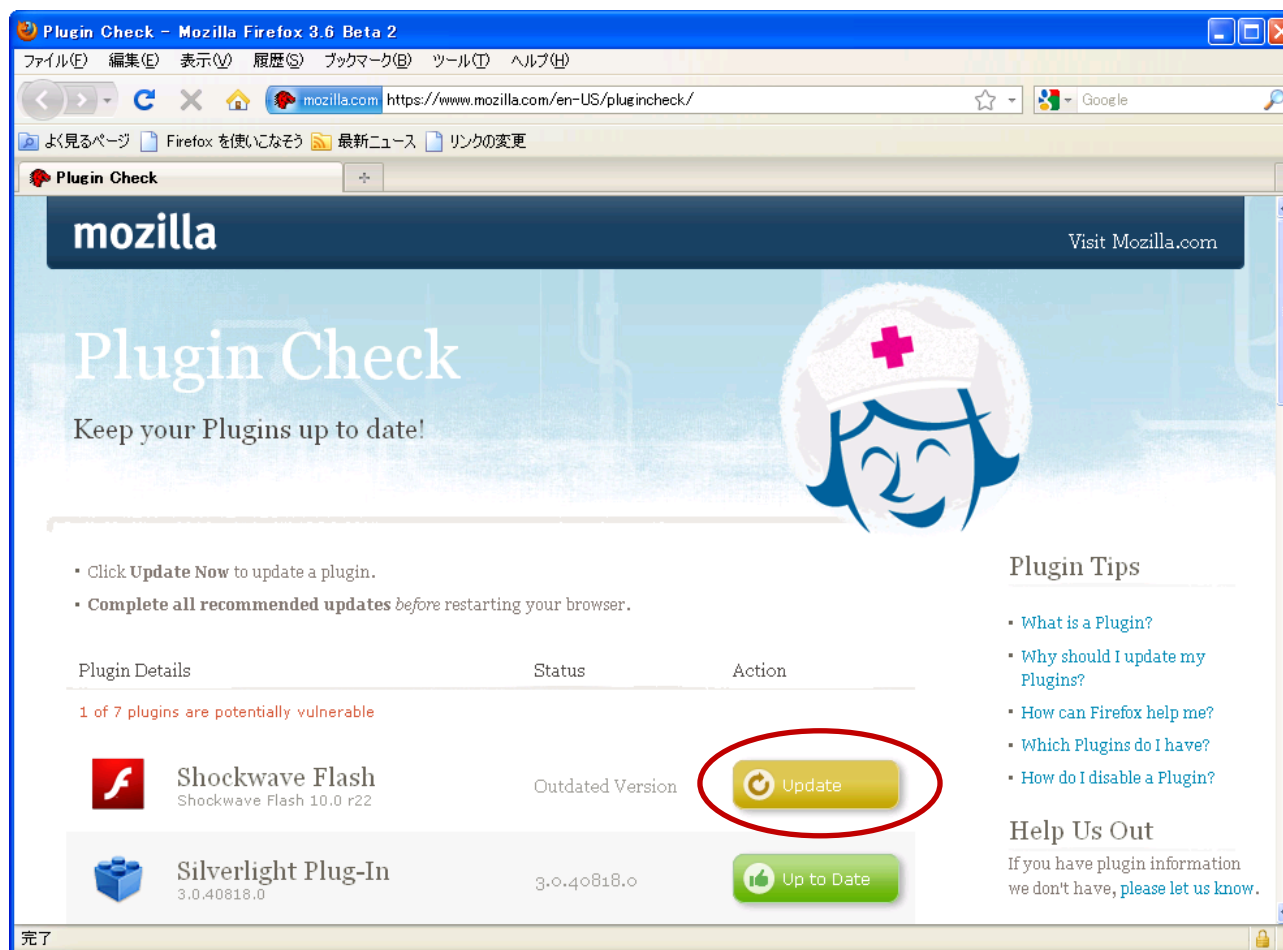 Plugin Check - Mozilla Firefox 3.6 Beta 2
ファイル(F) 編集(E) 表示(V) 履歴(S) ブックマーク(B) ツール(T) ヘルプ(H)
mozilla.com https://www.mozilla.com/en-US/plugincheck/ Google
よく見るページ Firefox を使いこなそう 最新ニュース リンクの変更
Plugin Check
mozilla
Visit Mozilla.com
Plugin Check
Keep your Plugins up to date!
▪ Click Update Now to update a plugin.
▪ Complete all recommended updates before restarting your browser.
Plugin Details Status Action
1 of 7 plugins are potentially vulnerable
Shockwave Flash
Shockwave Flash 10.0 r22
Outdated Version
Update
Silverlight Plug-In
3.0.40818.0
3.0.40818.0
Up to Date
Plugin Tips
▪ What is a Plugin?
▪ Why should I update my
Plugins?
▪ How can Firefox help me?
▪ Which Plugins do I have?
▪ How do I disable a Plugin?
Help Us Out
If you have plugin information
we don't have, please let us know.
完了